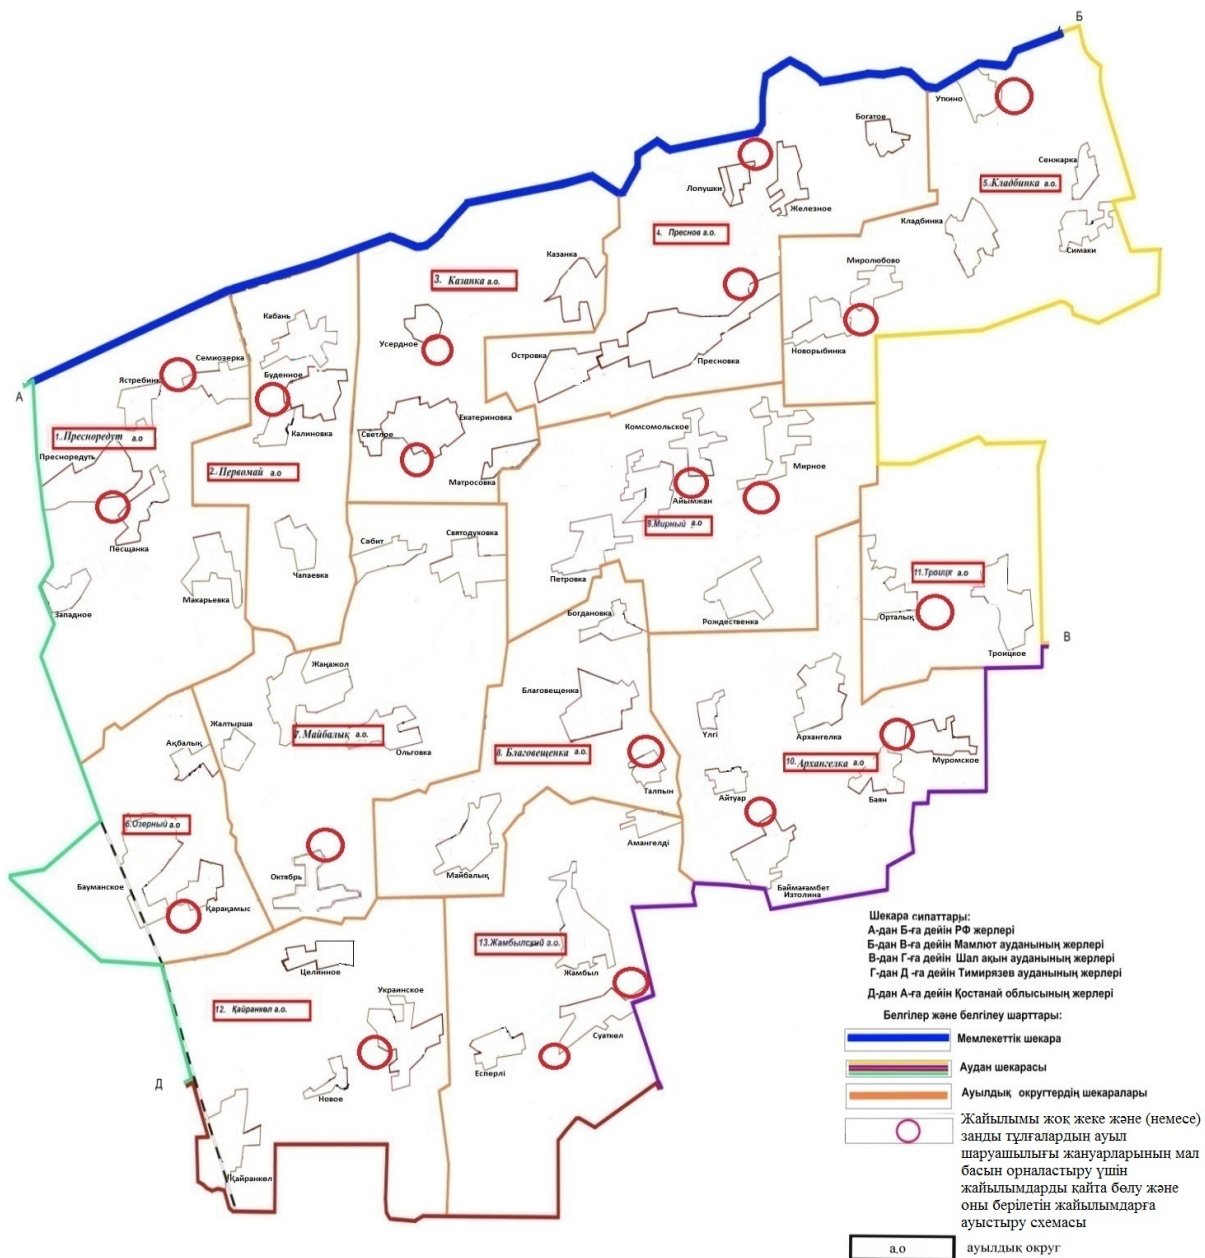 Б
Уткино
Богатое
Сенжарка
5.Кладбинка а.о.
Лопушки
Железное
Кладбинка
Симаки
4. Преснов а.о.
Казанка
Миролюбово
3. Казанка а.о.
Кабань
Усердное
Новорыбинка
Семиозерка
Островка
Пресновка
Ястребинк
Буденное
А
1.Пресноредут а.о
Калиновка
Светлое
Екатериновка
Комсомольское
Пресноредуть
2. Первомай а.о
Матросовка
Мирное
Айымжан
Песщанка
9.Мирный а.о
Сәбит
Святодуховка
Чапаевка
Петровка
11.Троицк а.о
Западное
Макарьевка
Богдановка
Рождественка
Орталық
В
Троицкое
Жаңажол
Благовещенка
Жалтырша
7.Майбалық а.о.
Ақбалық
Ольговка
Үлгі
Архангелка
8. Благовещенка а.о.
10. Архангелка а.о
Муромское
Талпын
Айтуар
Баян
6.Озерный а.о
Амангелді
Майбалық
Бауманское
Октябрь
Қарақамыс
Баймағамбет
Изтолина
Шекара сипаттары:
А-дан Б-ға дейін РФ жерлері
13.Жамбылский а.о.
Б-дан В-ға дейін Мамлют ауданының жерлері
В-дан Г-ға дейін Шал ақын ауданының жерлері
Целинное
Жамбыл
Г-дан Д -ға дейін Тимирязев ауданының жерлері
Украинское
Д-дан А-ға дейін Қостанай облысының жерлері
12. Қайранкөл а.о.
Белгілер және белгілеу шарттары:
Суаткөл
Мемлекеттік шекара
Есперлі
Аудан шекарасы
Д
Новое
Ауылдық округтердің шекаралары
Жайылымы жоқ жеке және (немесе)
занды тұлғалардың ауыл
шаруашылығы жануарларының мал
басын орналастыру үшін
Қайранкөл
жайылымдарды қайта бөлу және
оны берілетін жайылымдарға
ауыстыру схемасы
а,о
ауылдық округ